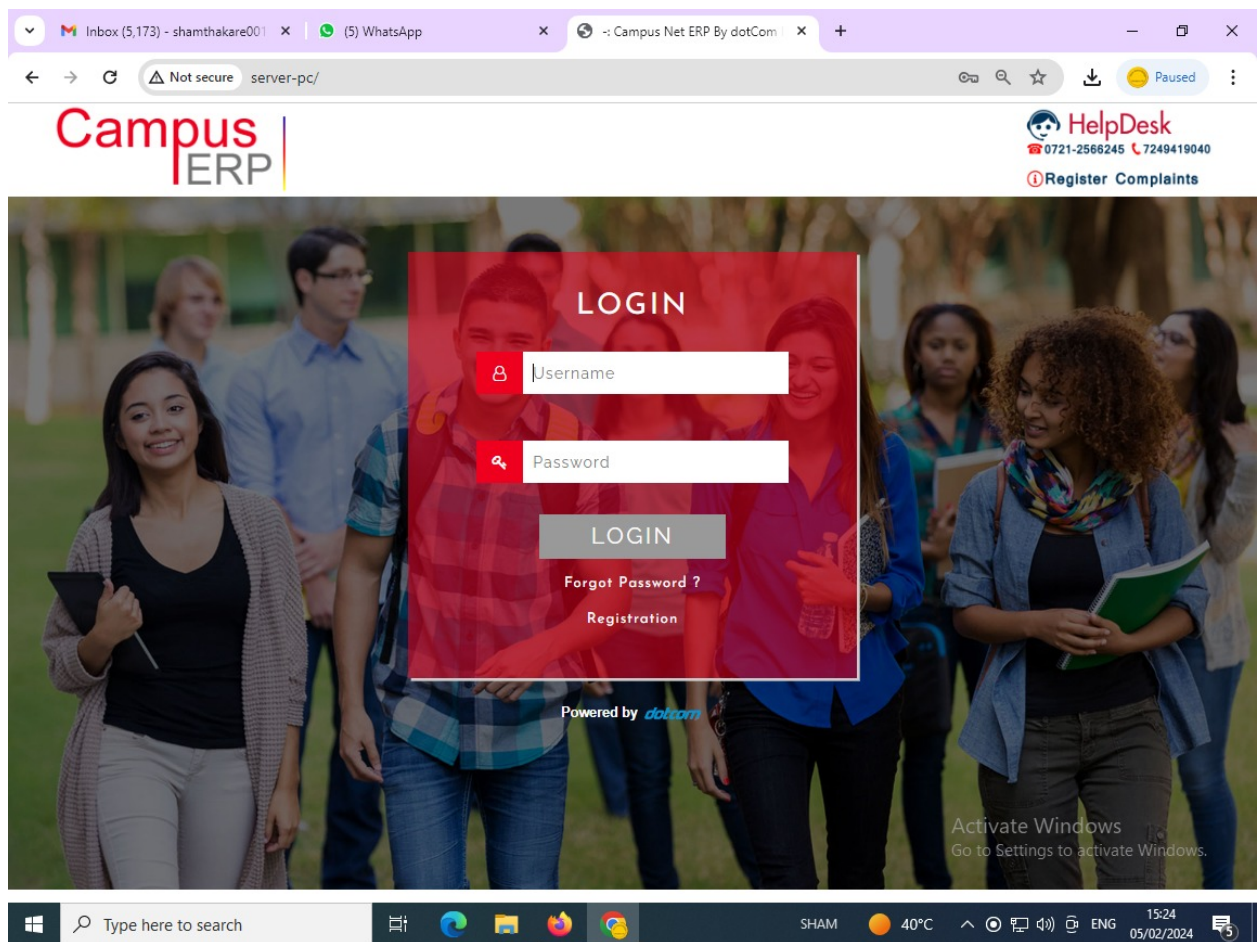 Inbox (5,173) - shamthakare001
(5) WhatsApp
-: Campus Net ERP By dotCom i
Not secure
server-pc/
Paused
Campus
ERP
HelpDesk
0721-2566245 7249419040
Register Complaints
LOGIN
Username
Password
LOGIN
Forgot Password ?
Registration
Powered by dotcom
Activate Windows
Go to Settings to activate Windows.
Type here to search
SHAM
40°C
ENG
15:24
05/02/2024
5